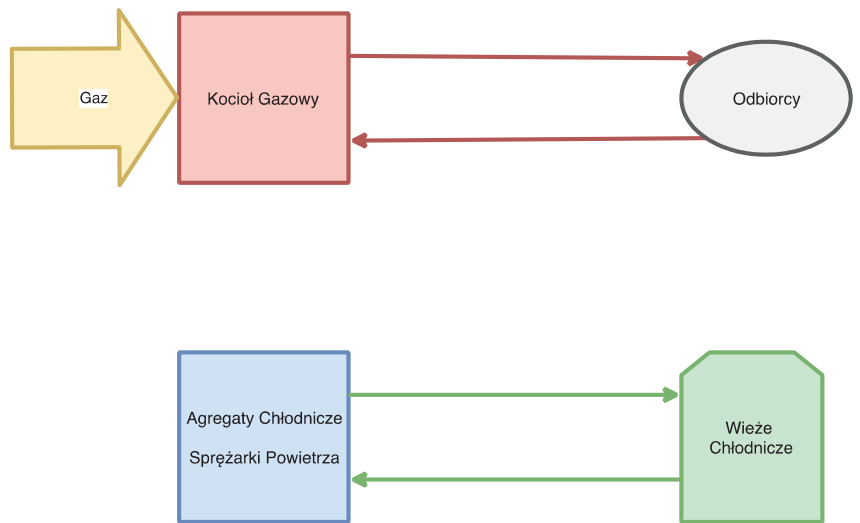 Gaz
Kocioł Gazowy
Odbiorcy
Agregaty Chłodnicze
Sprężarki Powietrza
Wieże
Chłodnicze